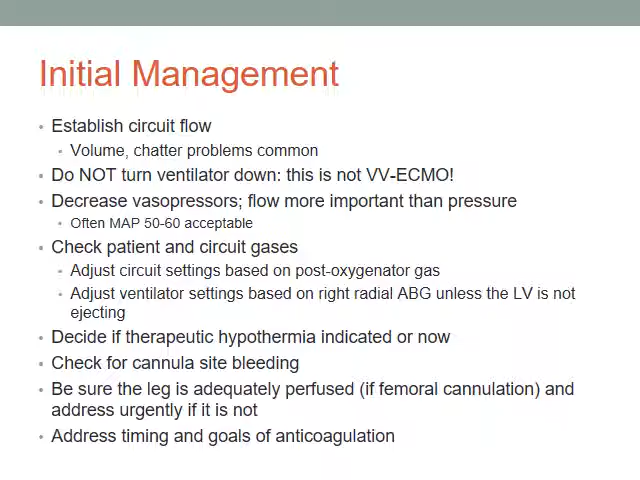 Initial Management
• Establish circuit flow
• Volume, chatter problems common
• Do NOT turn ventilator down: this is not VV-ECMO!
• Decrease vasopressors; flow more important than pressure
• Often MAP 50-60 acceptable
• Check patient and circuit gases
• Adjust circuit settings based on post-oxygenator gas
• Adjust ventilator settings based on right radial ABG unless the LV is not
ejecting
• Decide if therapeutic hypothermia indicated or now
• Check for cannula site bleeding
• Be sure the leg is adequately perfused (if femoral cannulation) and
address urgently if it is not
• Address timing and goals of anticoagulation